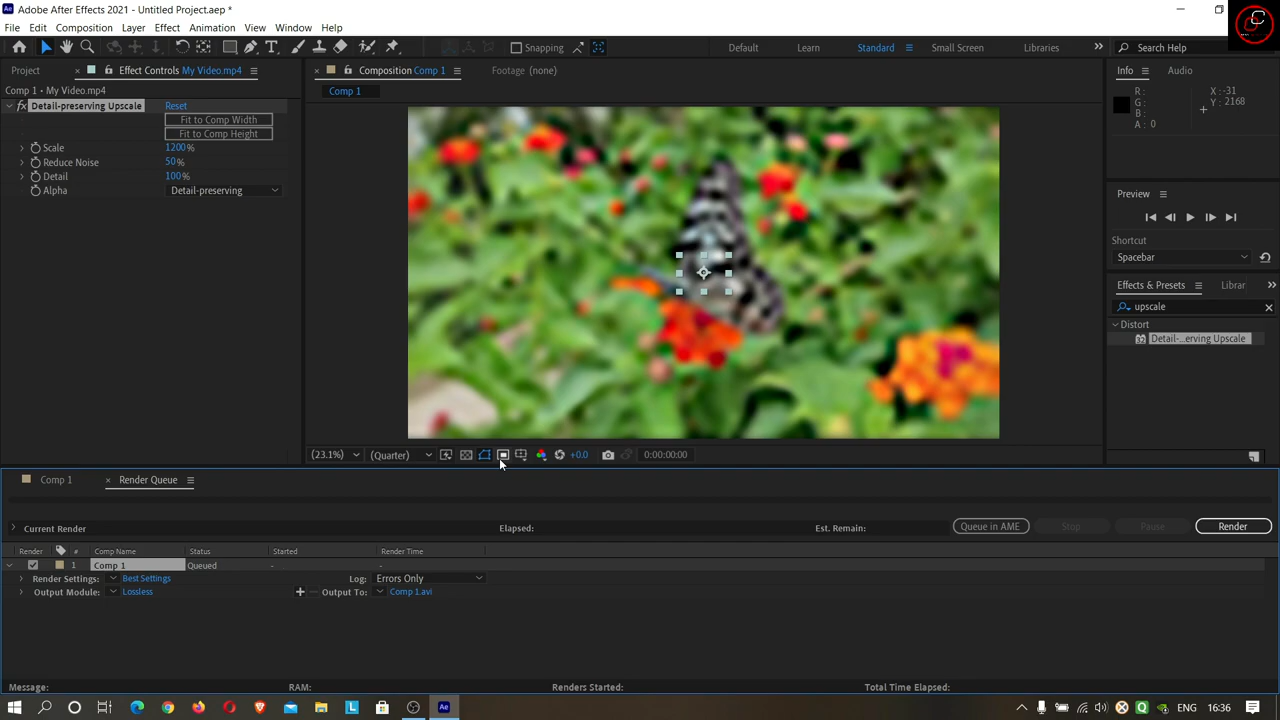 Adobe After Effects 2021 - Untitled Project.aep *
File Edit Composition Layer Effect Animation View Window Help
Snapping Default Learn Standard Small Screen Libraries Search Help
Project Effect Controls My Video.mp4 Composition Comp 1 Footage (none) Info Audio
Comp 1 • My Video.mp4 Comp 1
fx Detail-preserving Upscale Reset
Fit to Comp Width
Fit to Comp Height
Scale 1200%
Reduce Noise 50%
Detail 100%
Alpha Detail-preserving
R: X: -31
G: Y: 2168
B:
A: 0
Preview
Shortcut
Spacebar
Effects & Presets Librar
upscale
Distort
Detail-...erving Upscale
(23.1%) (Quarter) +0.0 0:00:00:00
Comp 1 Render Queue
Current Render Elapsed: Est. Remain: Queue in AME Stop Pause Render
Render # Comp Name Status Started Render Time
1 Comp 1 Queued - -
Render Settings: Best Settings Log: Errors Only
Output Module: Lossless Output To: Comp 1.avi
Message: RAM: Renders Started: Total Time Elapsed:
Ae ENG 16:36